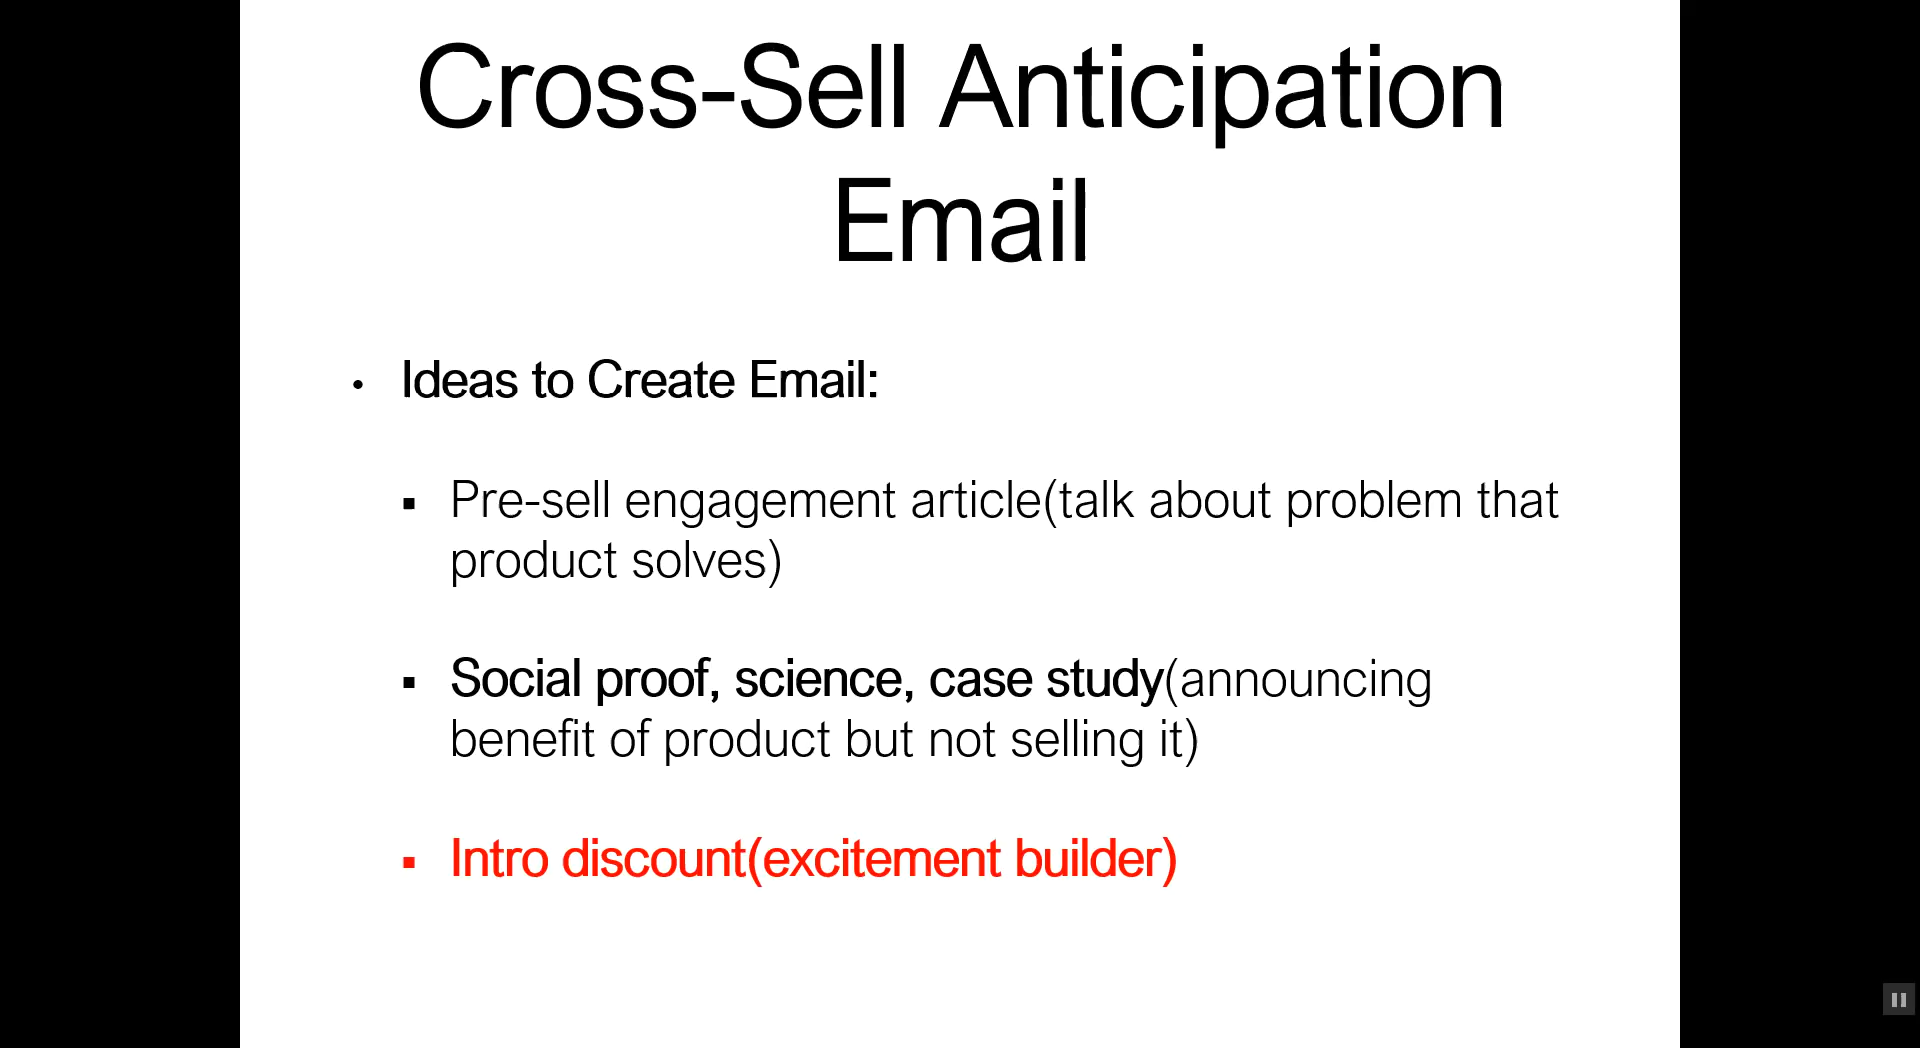 Cross-Sell Anticipation
Email
• Ideas to Create Email:
▪ Pre-sell engagement article(talk about problem that
product solves)
▪ Social proof, science, case study(announcing
benefit of product but not selling it)
▪ Intro discount(excitement builder)